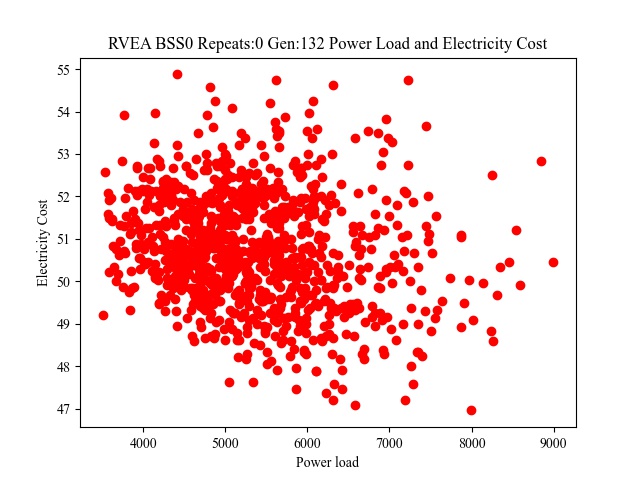 RVEA BSS0 Repeats:0 Gen:132 Power Load and Electricity Cost
55
54
53
52
51
50
49
48
47
Electricity Cost
4000 5000 6000 7000 8000 9000
Power load